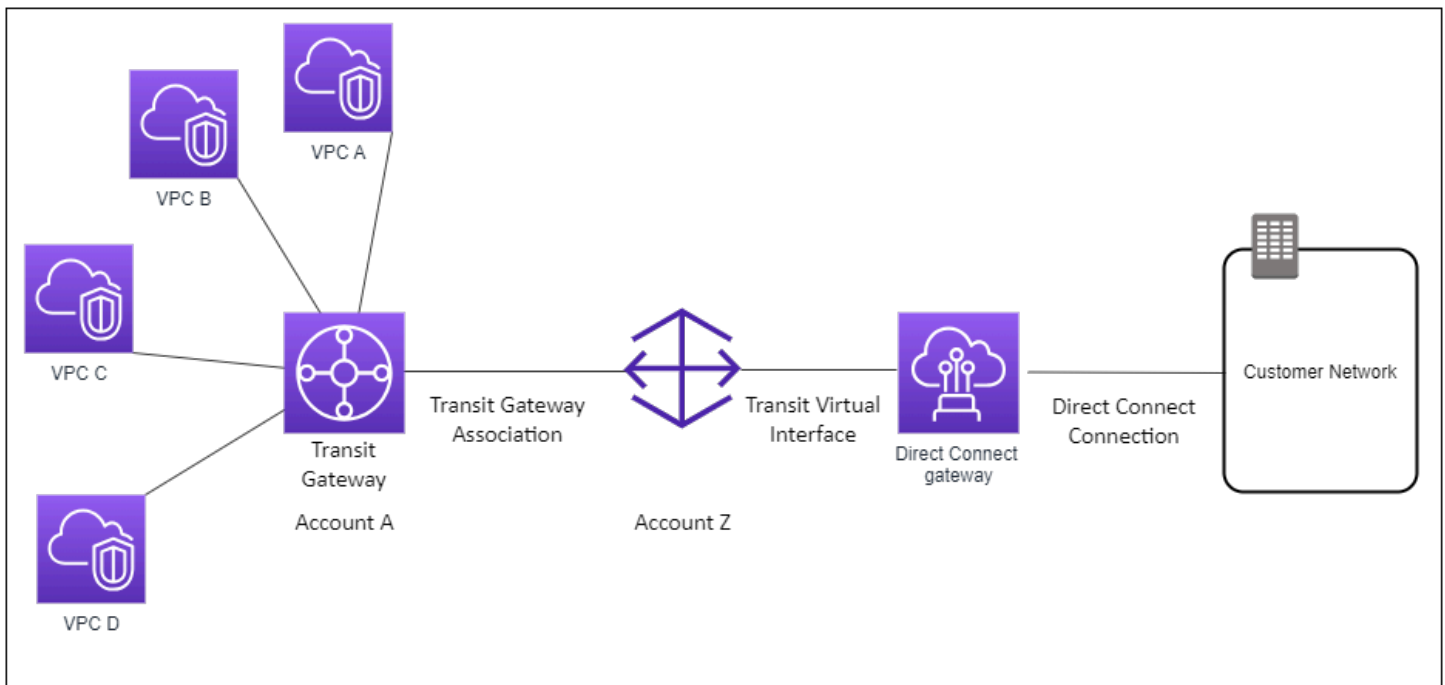 VPC A
VPC B
VPC C
VPC D
Transit
Gateway
Account A
Transit Gateway
Association
Account Z
Transit Virtual
Interface
Direct Connect
gateway
Direct Connect
Connection
Customer Network